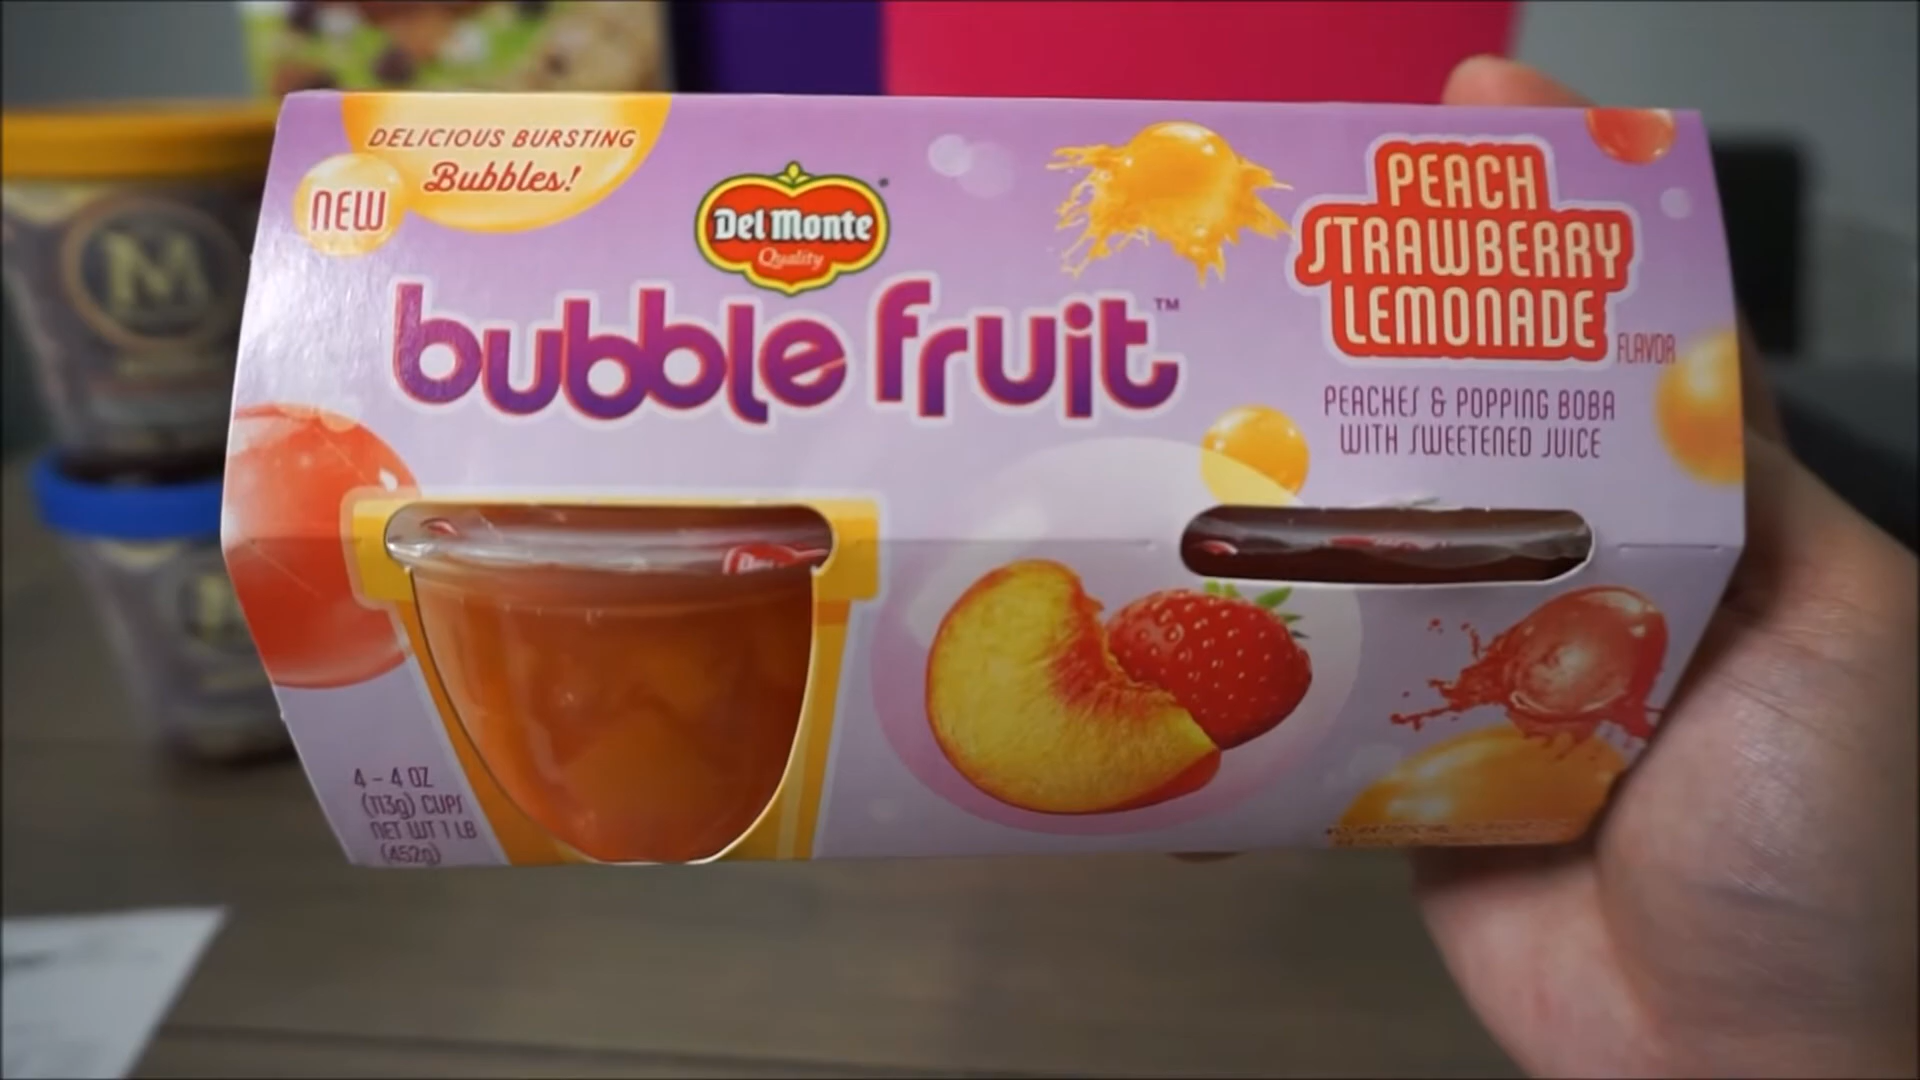 DELICIOUS BURSTING
Bubbles!
NEW
Del Monte
Quality
bubble fruit™
PEACH
STRAWBERRY
LEMONADE
FLAVOR
PEACHES & POPPING BOBA
WITH SWEETENED JUICE
4 - 4 OZ
(113g) CUPS
NET WT 1 LB
(452g)
M